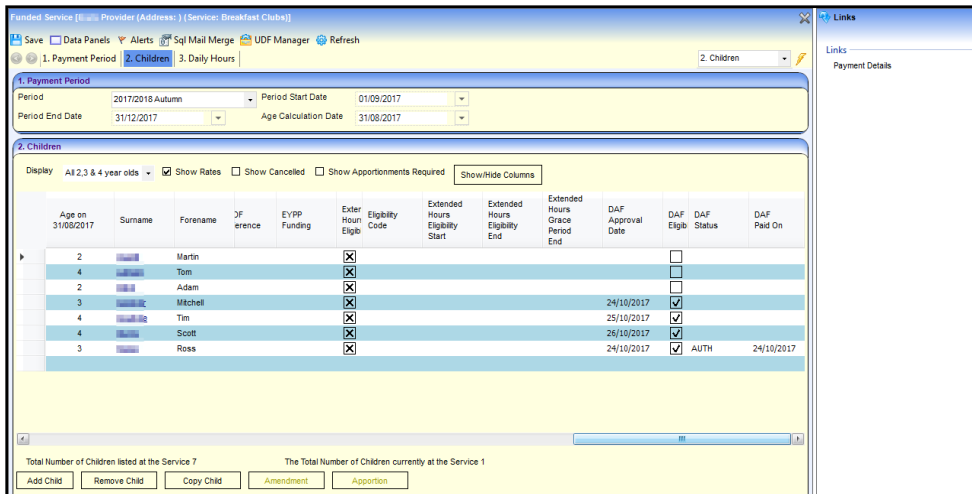 Funded Service [E Provider (Address: ) (Service: Breakfast Clubs)]
Save Data Panels Alerts Sql Mail Merge UDF Manager Refresh
1. Payment Period 2. Children 3. Daily Hours 2. Children
1. Payment Period
Period 2017/2018 Autumn Period Start Date 01/09/2017
Period End Date 31/12/2017 Age Calculation Date 31/08/2017
2. Children
Display All 2,3 & 4 year olds Show Rates Show Cancelled Show Apportionments Required Show/Hide Columns
Age on 31/08/2017 Surname Forename OF erence EYPP Funding Exter Hour Eligib Eligibility Code Extended Hours Eligibility Start Extended Hours Eligibility End Extended Hours Grace Period End DAF Approval Date DAF Eligib DAF Status DAF Paid On
2 Martin
4 Tom
2 Adam
3 Mitchell 24/10/2017
4 Tim 25/10/2017
4 Scott 26/10/2017
3 Ross 24/10/2017 AUTH 24/10/2017
Total Number of Children listed at the Service 7 The Total Number of Children currently at the Service 1
Add Child Remove Child Copy Child Amendment Apportion
Links
Links
Payment Details